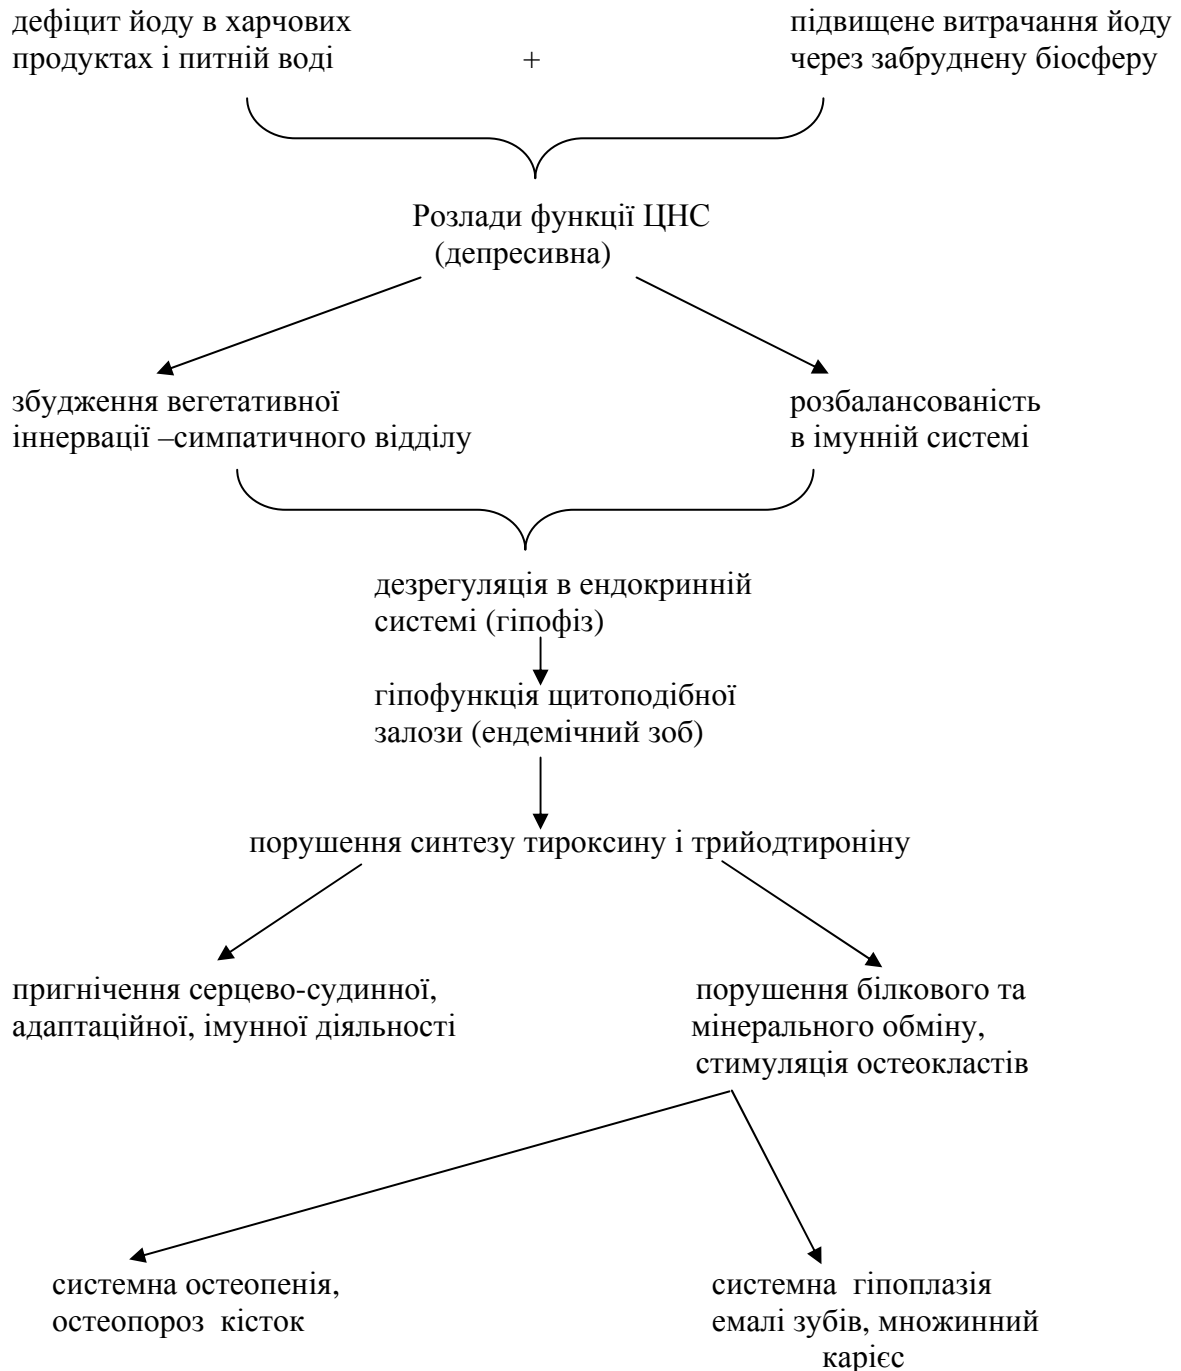 дефіцит йоду в харчових
продуктах і питній воді
+
підвищене витрачання йоду
через забруднену біосферу
Розлади функції ЦНС
(депресивна)
збудження вегетативної
іннервації –симпатичного відділу
розбалансованість
в імунній системі
дезрегуляція в ендокринній
системі (гіпофіз)
гіпофункція щитоподібної
залози (ендемічний зоб)
порушення синтезу тироксину і трийодтироніну
пригнічення серцево-судинної,
адаптаційної, імунної діяльності
порушення білкового та
мінерального обміну,
стимуляція остеокластів
системна остеопенія,
остеопороз кісток
системна гіпоплазія
емалі зубів, множинний
карієс